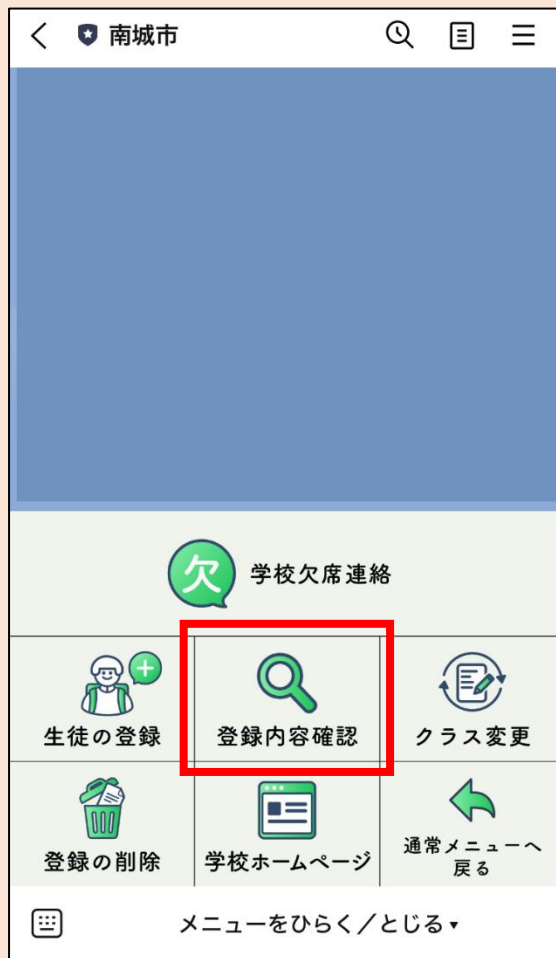 南城市
欠
学校欠席連絡
生徒の登録
登録内容確認
クラス変更
登録の削除
学校ホームページ
通常メニューへ
戻る
メニューをひらく/とじる▾